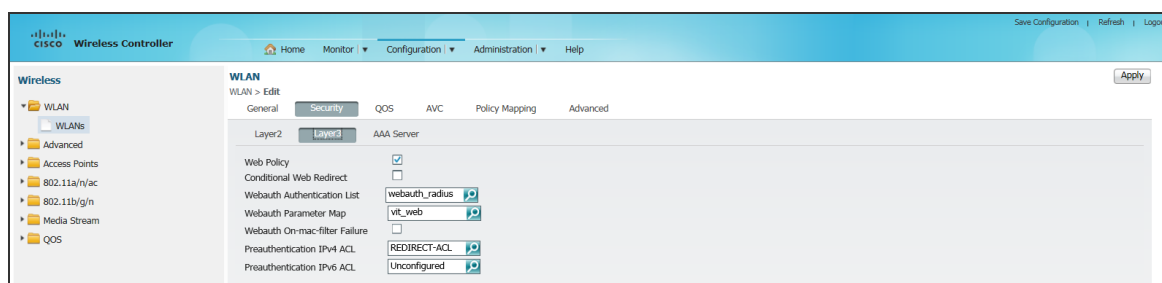 Save Configuration | Refresh | Logou
CISCO Wireless Controller
Home Monitor | Configuration | Administration | Help
Wireless
WLAN
WLANs
Advanced
Access Points
802.11a/n/ac
802.11b/g/n
Media Stream
QOS
WLAN
Apply
WLAN > Edit
General Security QOS AVC Policy Mapping Advanced
Layer2 Layer3 AAA Server
Web Policy
Conditional Web Redirect
Webauth Authentication List webauth_radius
Webauth Parameter Map vit_web
Webauth On-mac-filter Failure
Preauthentication IPv4 ACL REDIRECT-ACL
Preauthentication IPv6 ACL Unconfigured